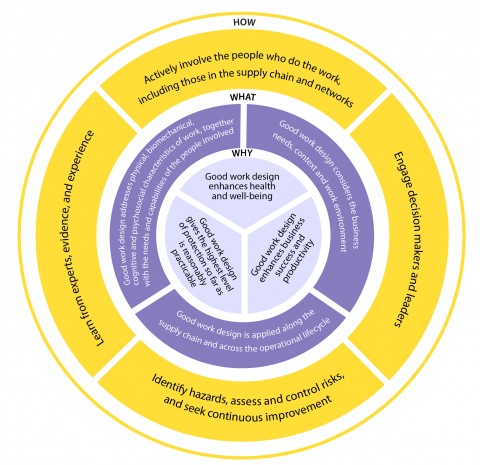 HOW
Actively involve the people who do the work,
including those in the supply chain and networks
Engage decision makers and leaders
Identify hazards, assess and control risks,
and seek continuous improvement
Learn from experts, evidence, and experience
WHAT
Good work design addresses physical, biomechanical,
cognitive and psychosocial characteristics of work, together
with the needs and capabilities of the people involved
Good work design considers the business
needs, context and work environment
Good work design is applied along the
supply chain and across the operational lifecycle
WHY
Good work design
enhances health
and well-being
Good work design
gives the highest level
of protection so far as
is reasonably
practicable
Good work design
enhances business
success and
productivity